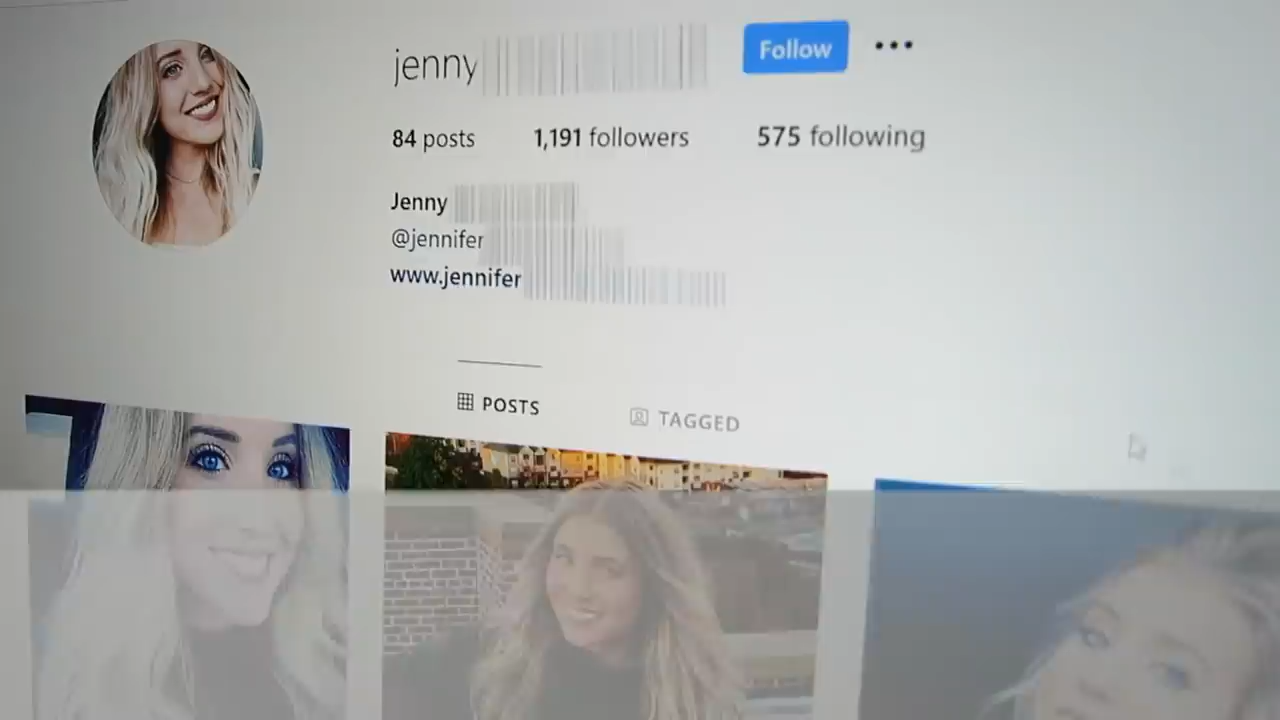 jenny
Follow
84 posts 1,191 followers 575 following
Jenny
@jennifer
www.jennifer
POSTS TAGGED